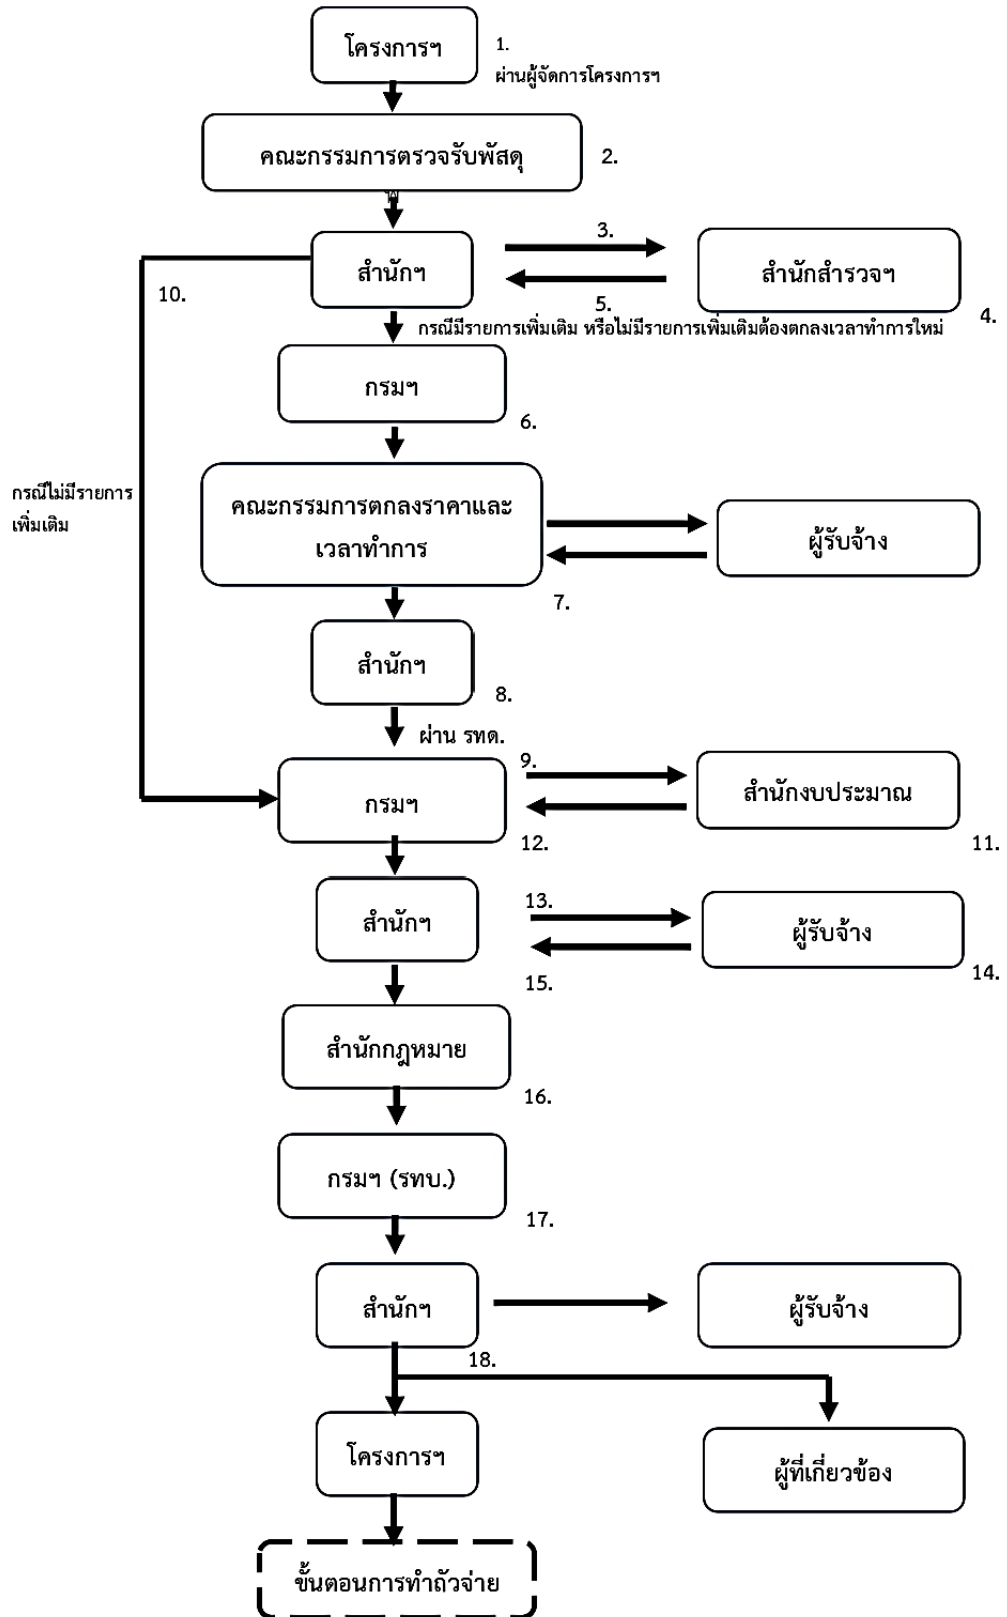 โครงการฯ
1.
ผ่านผู้จัดการโครงการฯ
คณะกรรมการตรวจรับพัสดุ
2.
สำนักฯ
3.
สำนักสำรวจฯ
10.
5.
4.
กรณีมีรายการเพิ่มเติม หรือไม่มีรายการเพิ่มเติมต้องตกลงเวลาทำการใหม่
กรมฯ
6.
กรณีไม่มีรายการ
เพิ่มเติม
คณะกรรมการตกลงราคาและ
เวลาทำการ
ผู้รับจ้าง
7.
สำนักฯ
8.
ผ่าน รทด.
9.
กรมฯ
สำนักงบประมาณ
12.
11.
สำนักฯ
13.
ผู้รับจ้าง
15.
14.
สำนักกฎหมาย
16.
กรมฯ (รทบ.)
17.
สำนักฯ
ผู้รับจ้าง
18.
โครงการฯ
ผู้ที่เกี่ยวข้อง
ขั้นตอนการทำถัวจ่าย